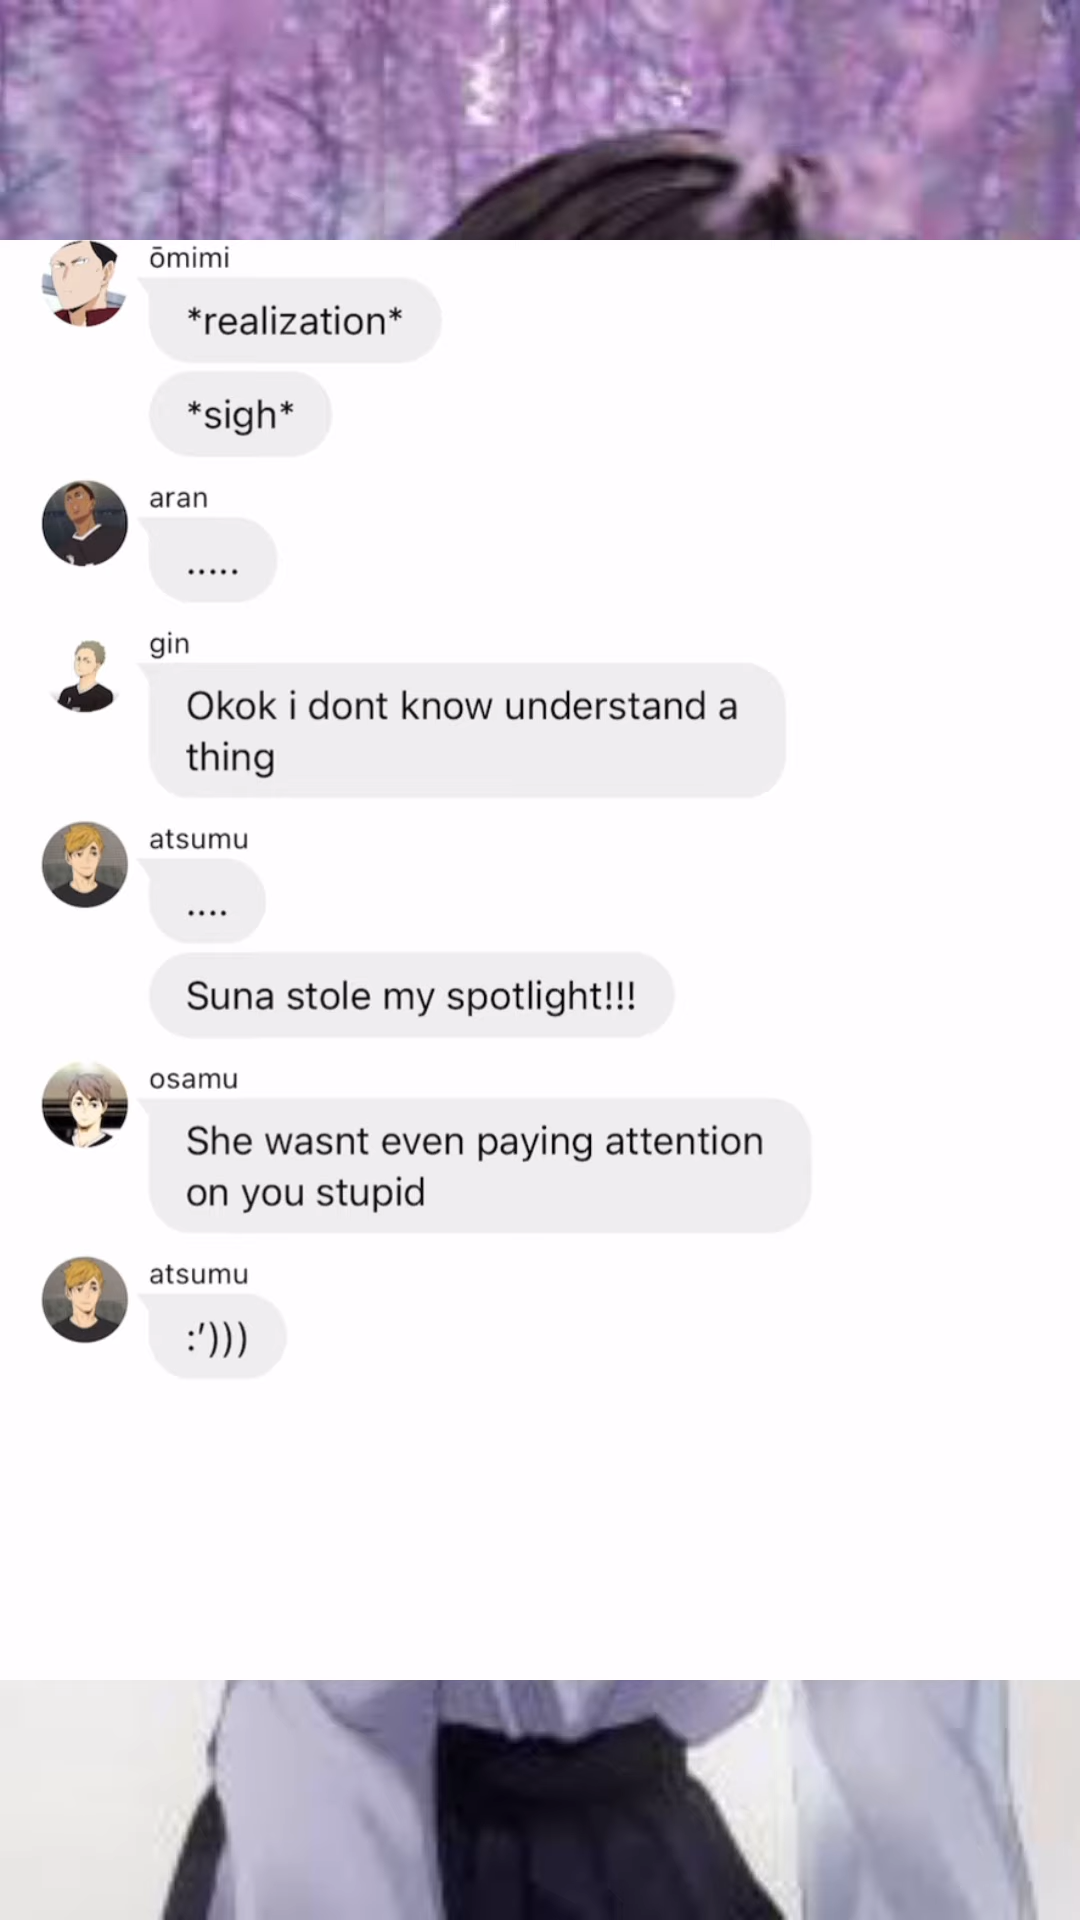 ōmimi
*realization*
*sigh*
aran
.....
gin
Okok i dont know understand a
thing
atsumu
....
Suna stole my spotlight!!!
osamu
She wasnt even paying attention
on you stupid
atsumu
:')))